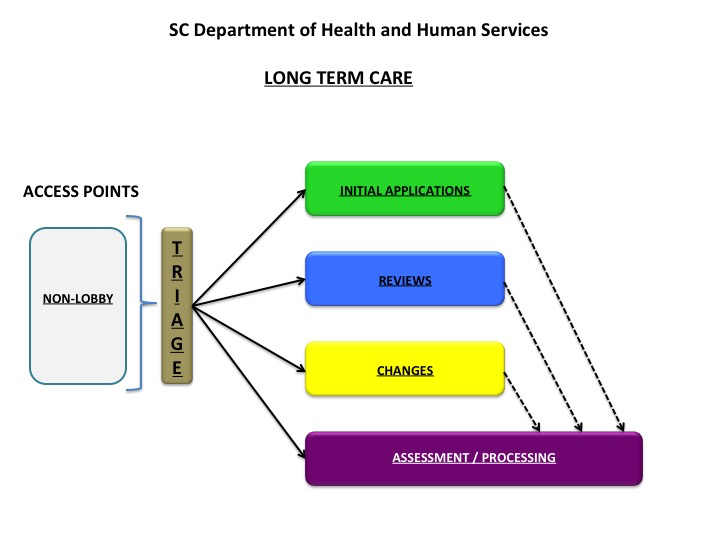 SC Department of Health and Human Services
LONG TERM CARE
ACCESS POINTS
NON-LOBBY
T
R
I
A
G
E
INITIAL APPLICATIONS
REVIEWS
CHANGES
ASSESSMENT / PROCESSING